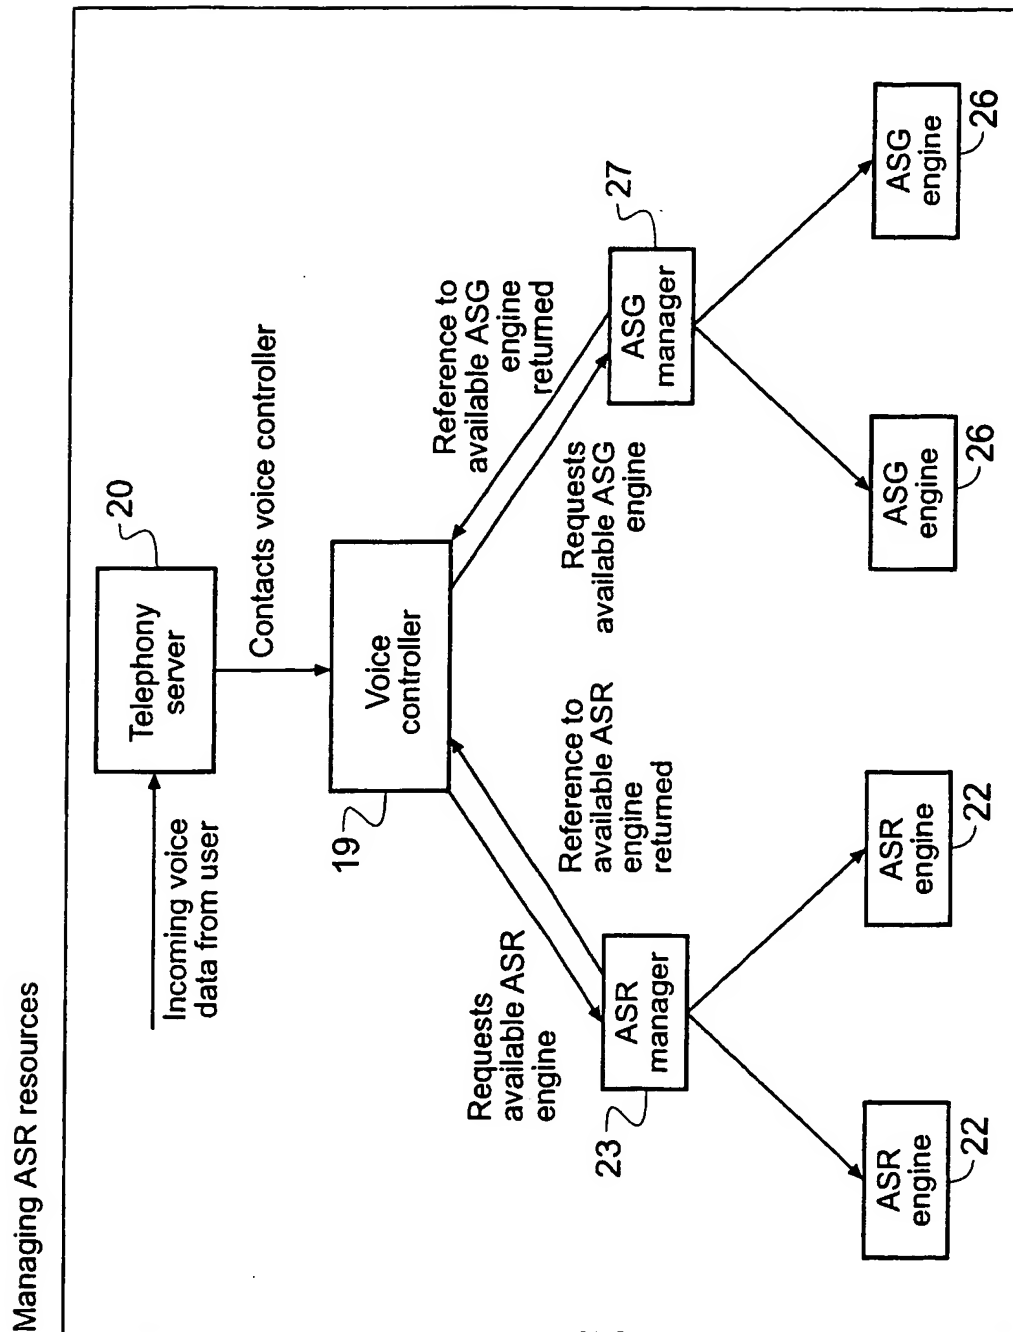 Managing ASR resources
Incoming voice
data from user
Telephony
server
20
Contacts voice controller
19
Voice
controller
Requests
available ASR
engine
Reference to
available ASR
engine
returned
Requests
available ASG
engine
Reference to
available ASG
engine
returned
23
ASR
manager
ASG
manager
27
ASR
engine
22
ASR
engine
22
ASG
engine
26
ASG
engine
26